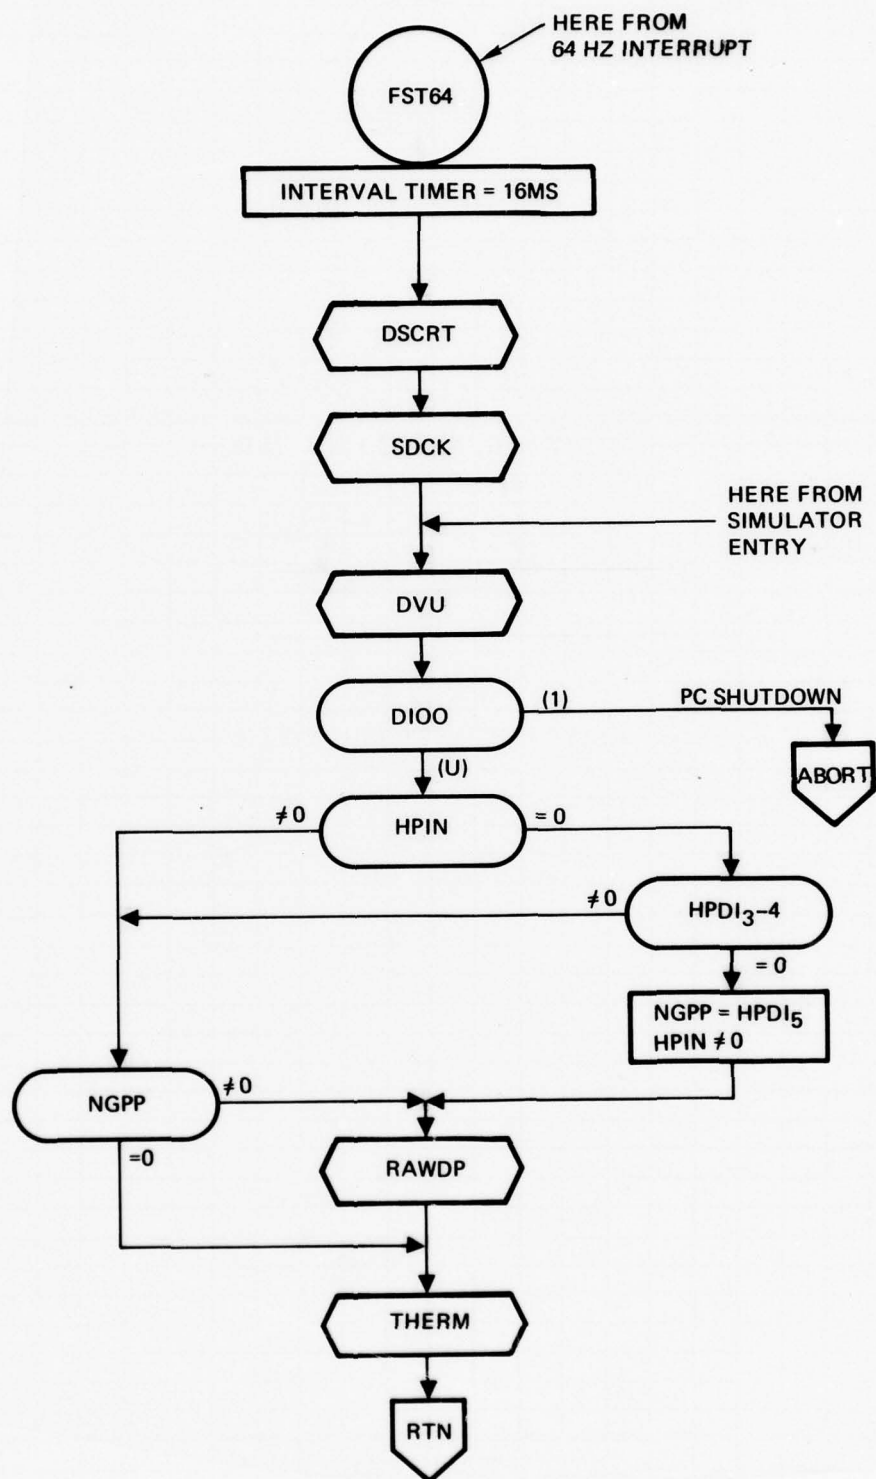 HERE FROM
64 HZ INTERRUPT
FST64
INTERVAL TIMER = 16MS
DSCRT
SDCK
HERE FROM
SIMULATOR
ENTRY
DVU
DIOO
(1)
PC SHUTDOWN
ABORT
(U)
≠0
HPIN
=0
≠0
HPDI3-4
=0
NGPP = HPDI5
HPIN ≠0
NGPP
≠0
=0
RAWDP
THERM
RTN